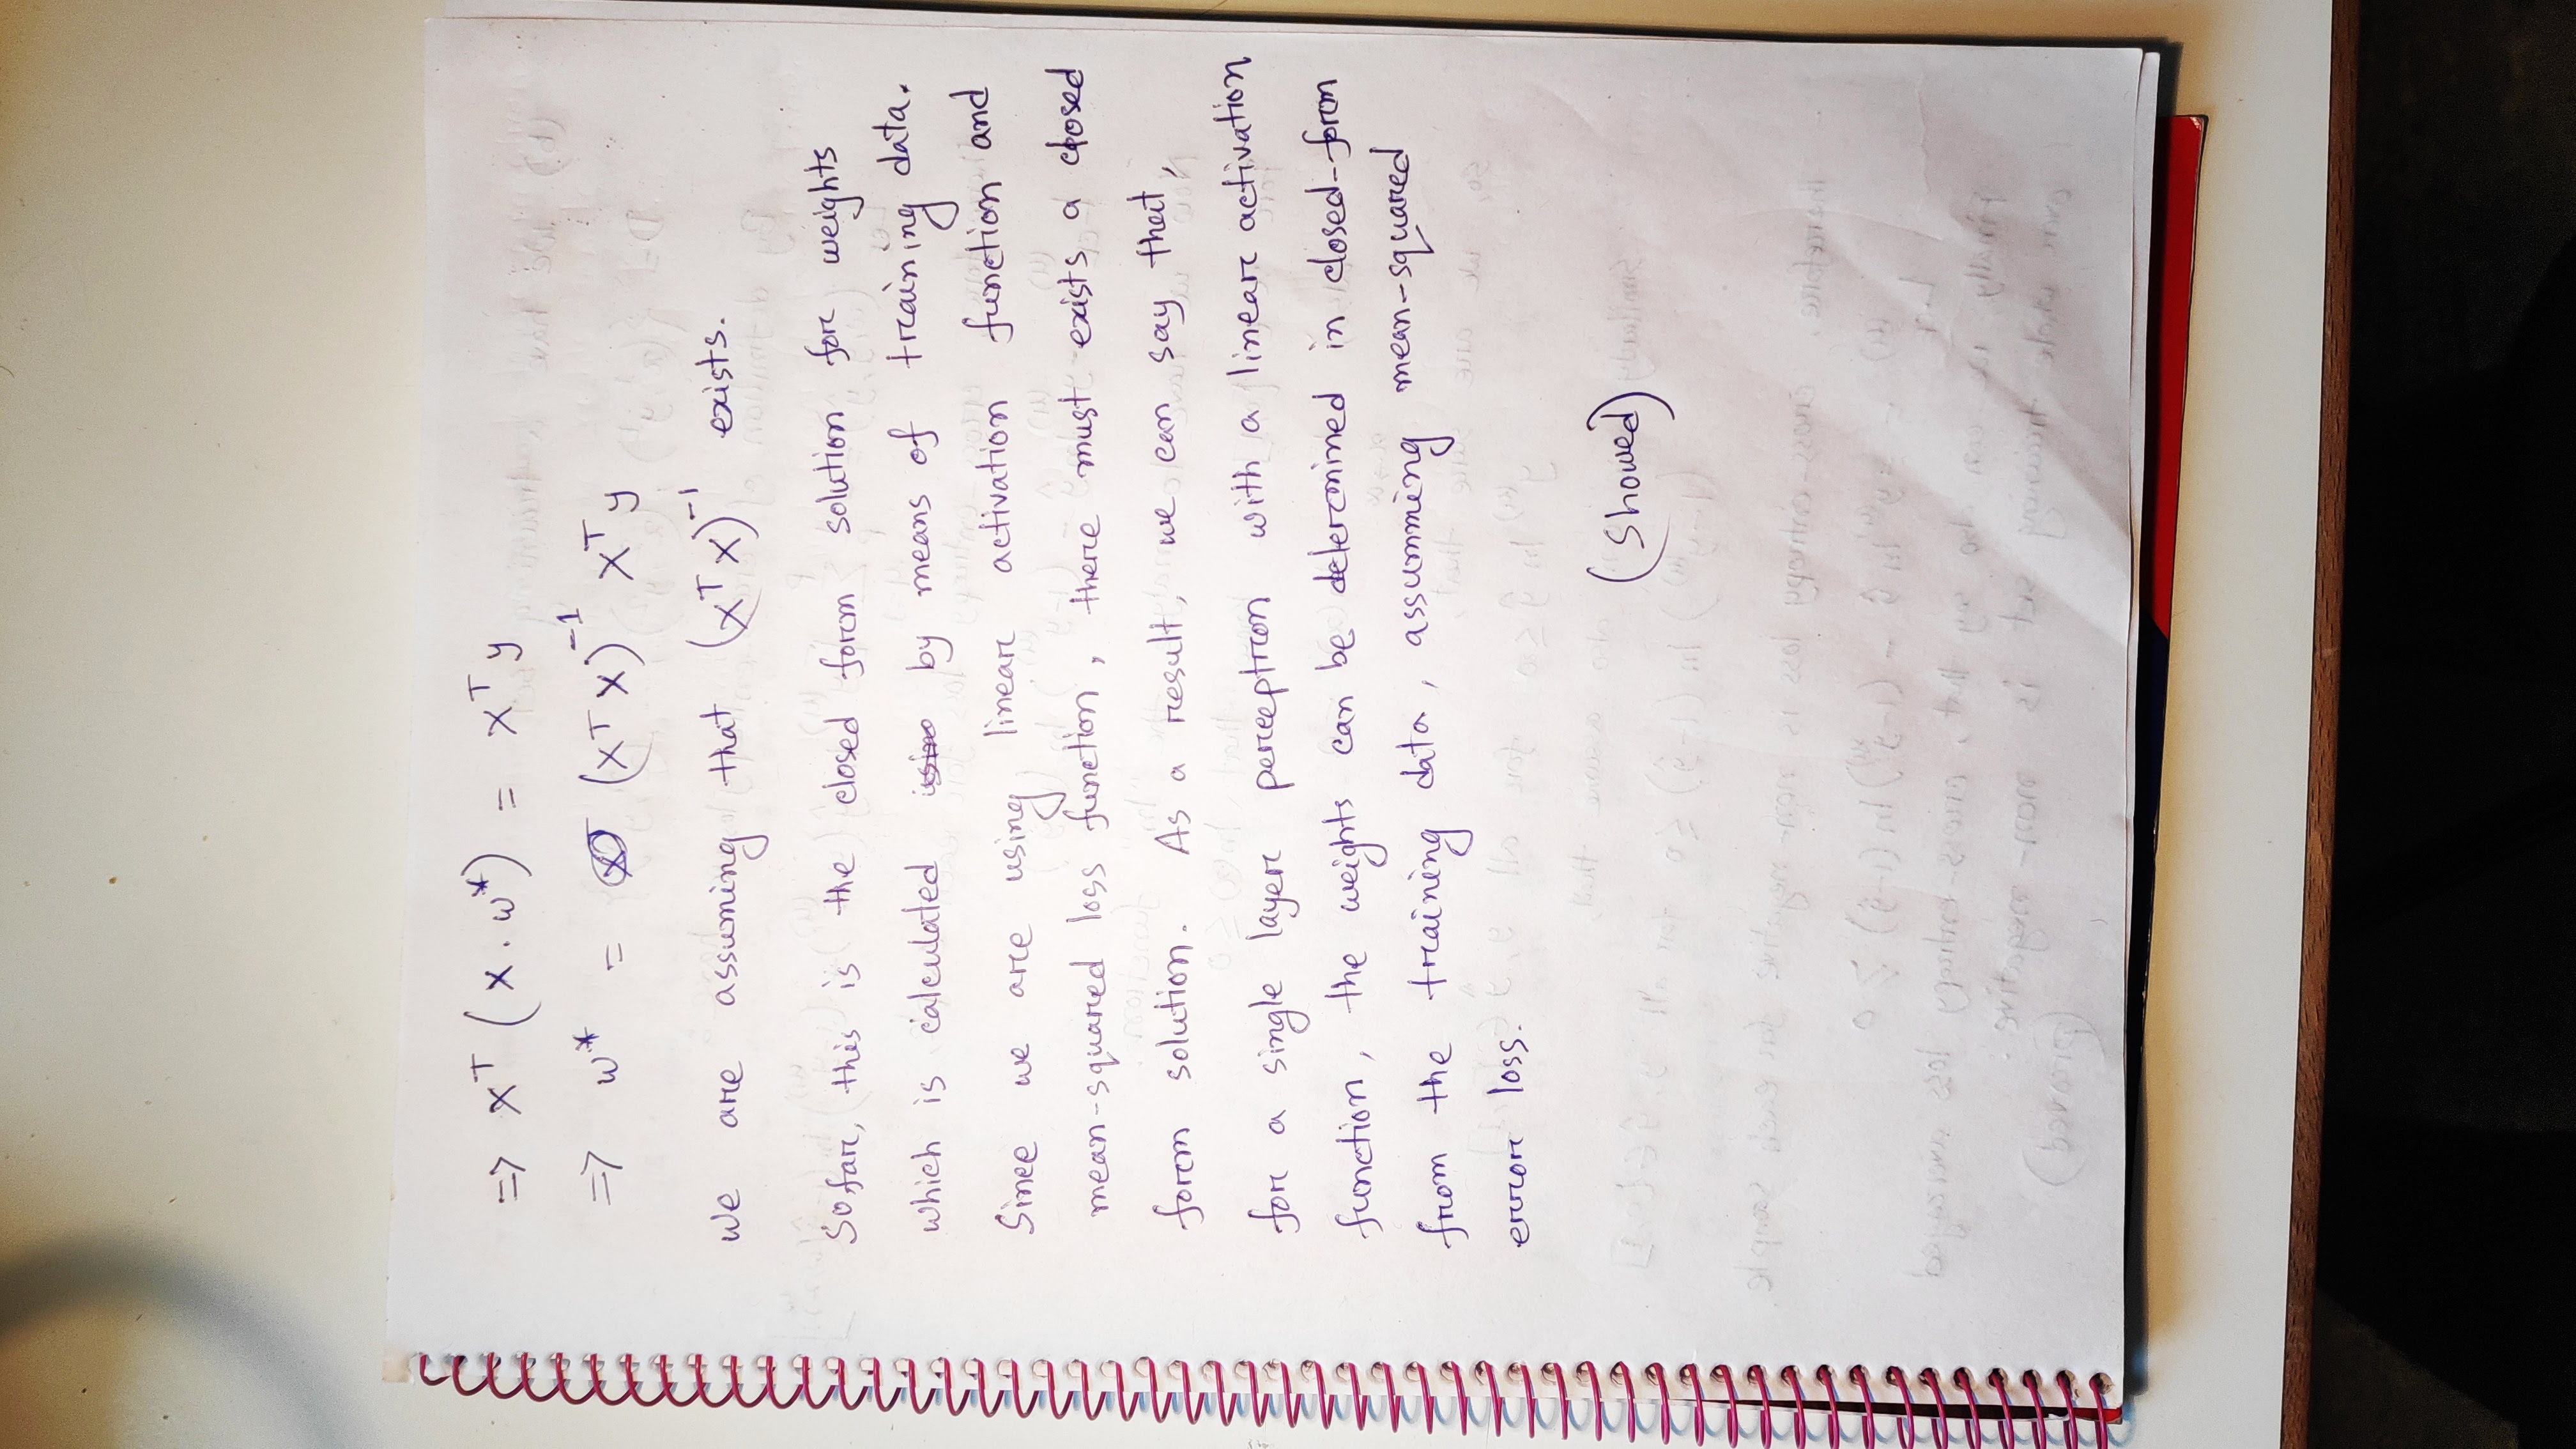 ⇒ X^T (X . w*) = X^T y
⇒ w* = (X^T X)^-1 X^T y
We are assuming that (X^T X)^-1 exists.
So far, this is the closed form solution for weights
which is calculated by means of training data.
Since we are using linear activation function and
mean-squared loss function, there must exists a closed
form solution. As a result, we can say that,
for a single layer perceptron with a linear activation
function, the weights can be determined in closed-form
from the training data, assumming mean-squared
error loss.
(Showed)